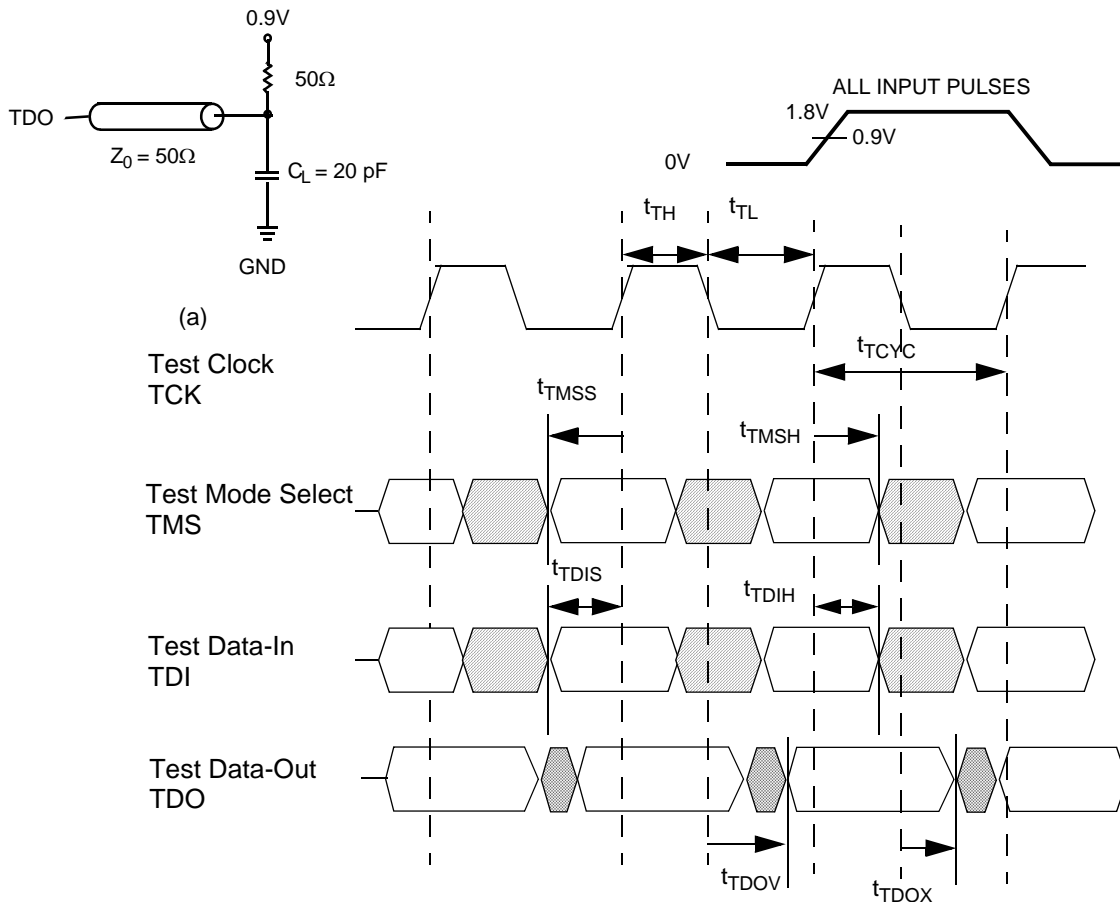 0.9V
50Ω
TDO
Z0 = 50Ω
CL = 20 pF
GND
(a)
ALL INPUT PULSES
1.8V
0.9V
0V
tTH
tTL
Test Clock
TCK
tTCYC
tTMSS
tTMSH
Test Mode Select
TMS
tTDIS
tTDIH
Test Data-In
TDI
Test Data-Out
TDO
tTDOV
tTDOX